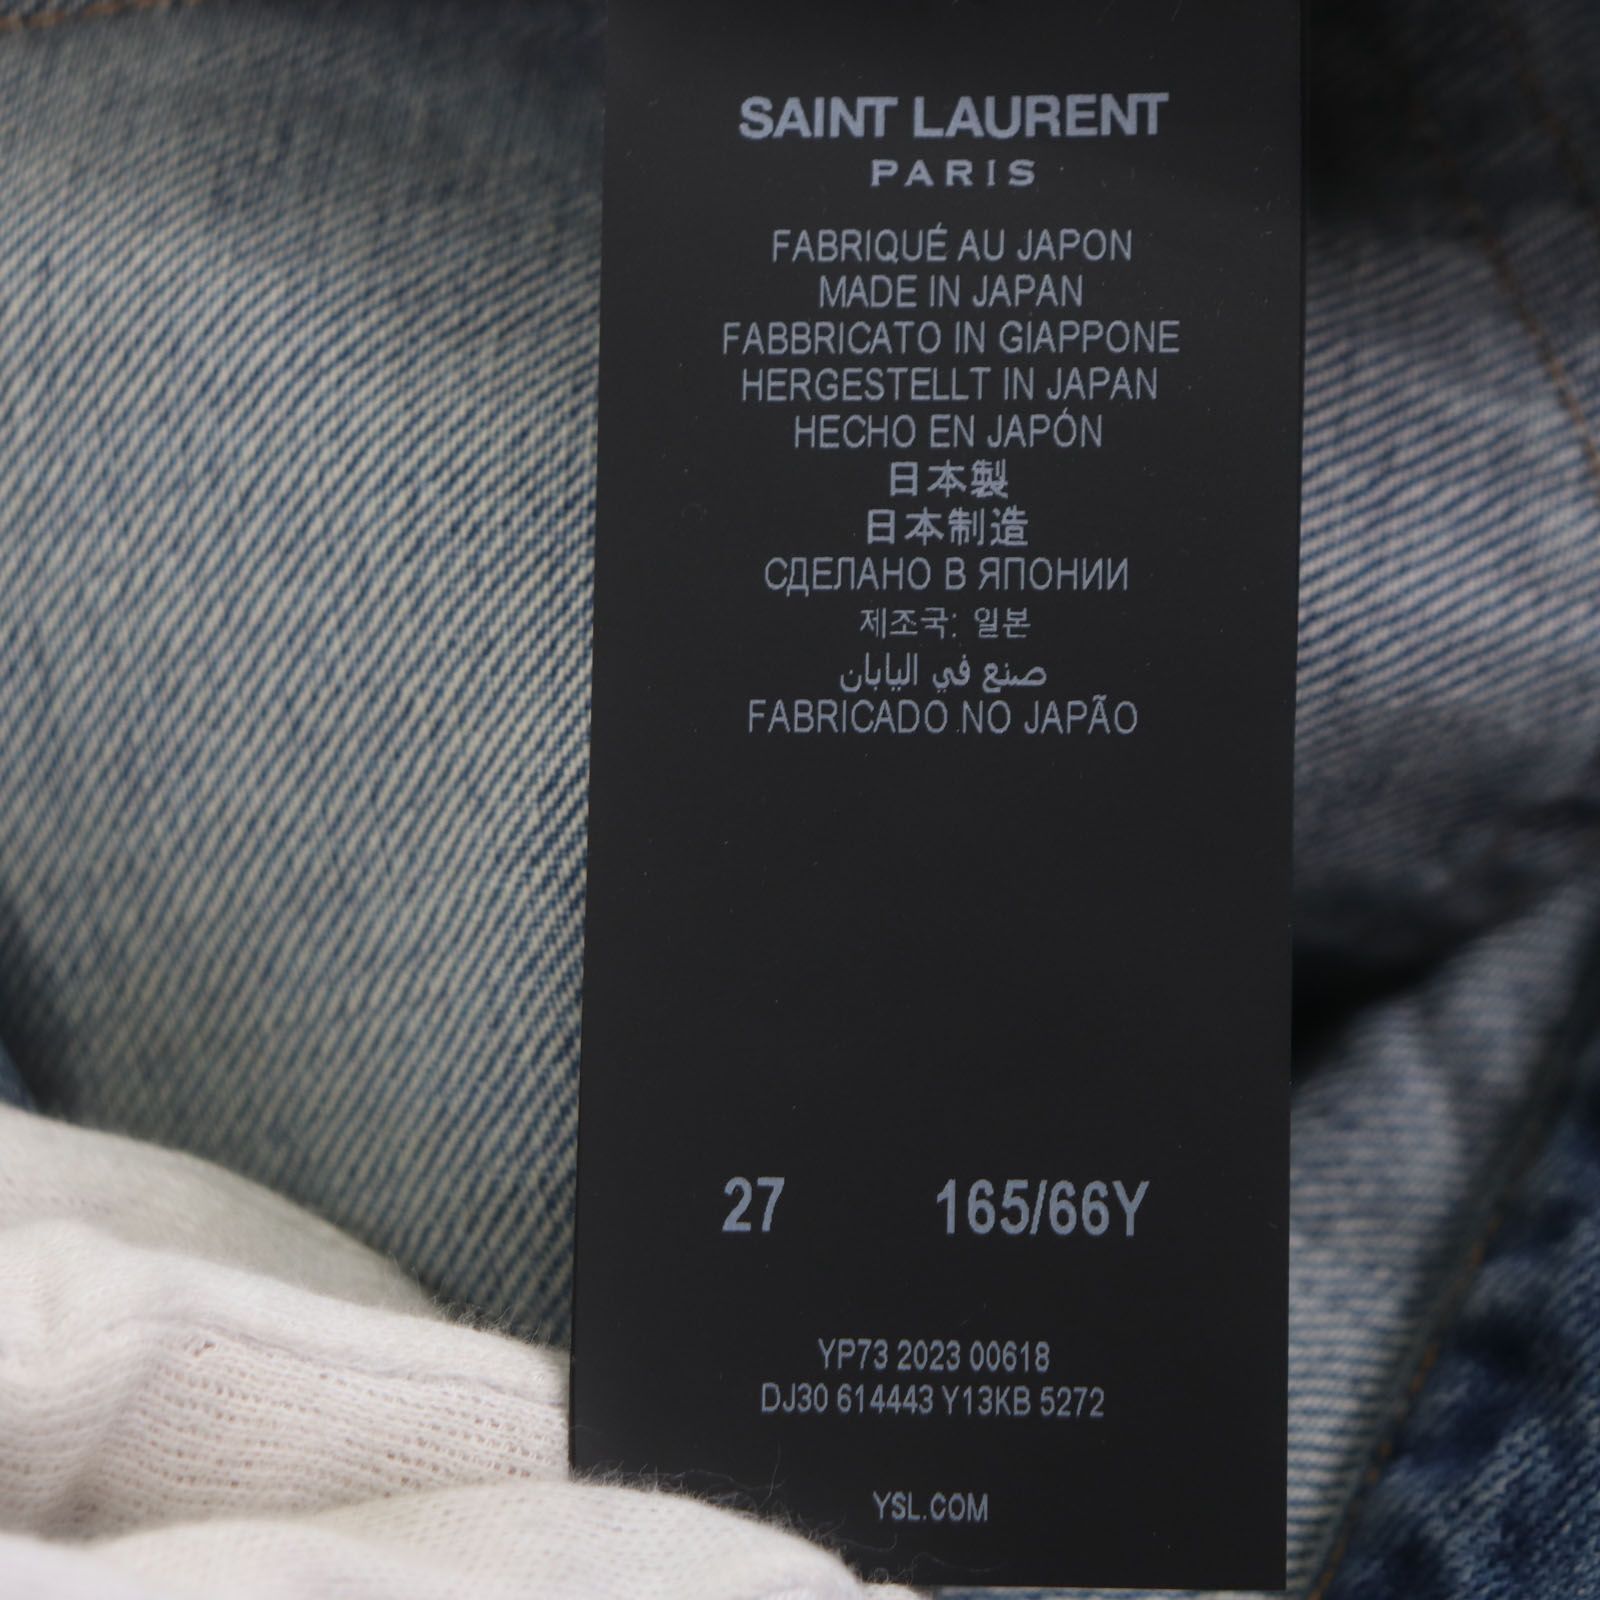 SAINT LAURENT
PARIS
FABRIQUÉ AU JAPON
MADE IN JAPAN
FABBRICATO IN GIAPPONE
HERGESTELLT IN JAPAN
HECHO EN JAPÓN
日本製
日本制造
СДЕЛАНО В ЯПОНИИ
제조국: 일본
صنع في اليابان
FABRICADO NO JAPÃO
27 165/66Y
YP73 2023 00618
DJ30 614443 Y13KB 5272
YSL.COM